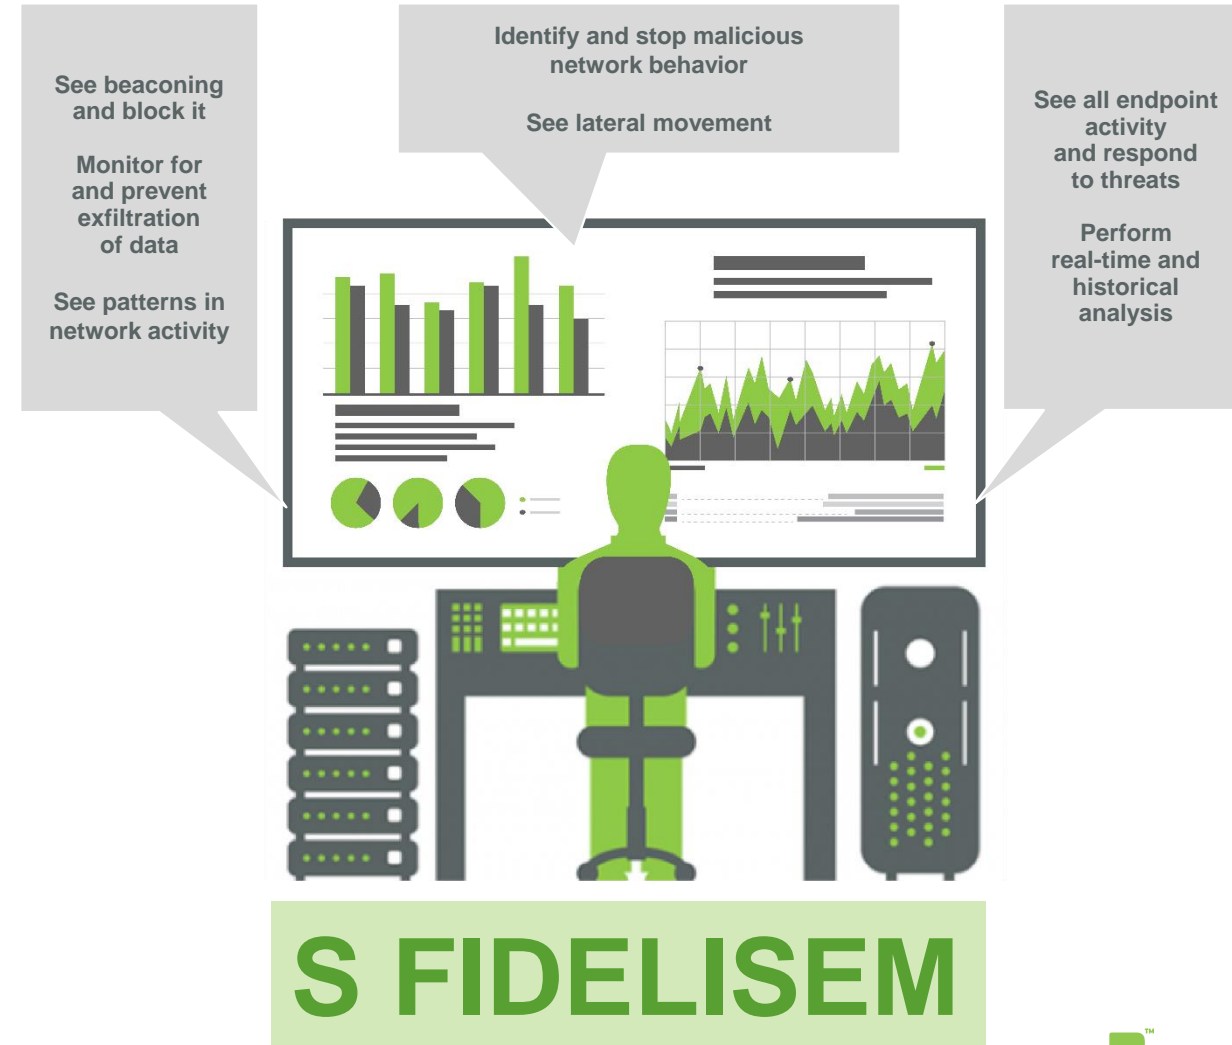 See beaconing
and block it
Monitor for
and prevent
exfiltration
of data
See patterns in
network activity
Identify and stop malicious
network behavior
See lateral movement
See all endpoint
activity
and respond
to threats
Perform
real-time and
historical
analysis
S FIDELISEM
™